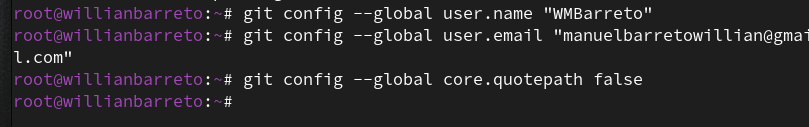 root@willianbarreto:~# git config --global user.name "WMBarreto"
root@willianbarreto:~# git config --global user.email "manuelbarretowillian@gmai
l.com"
root@willianbarreto:~# git config --global core.quotepath false
root@willianbarreto:~#